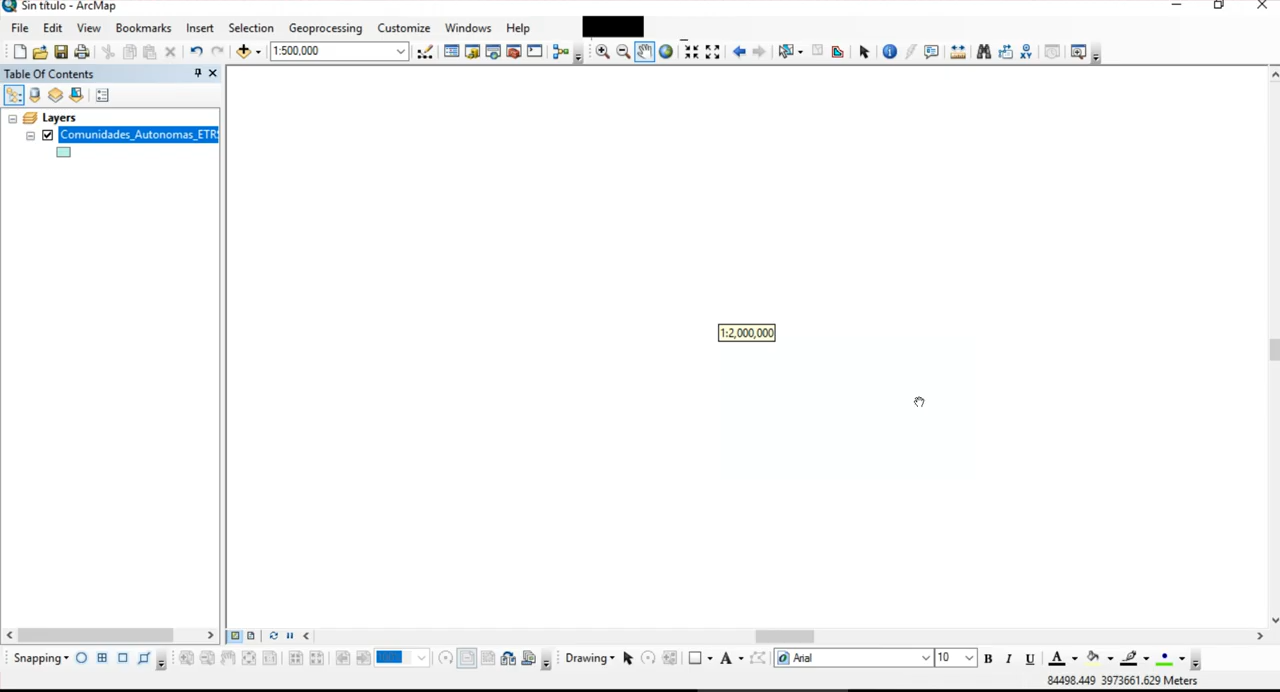 Sin título - ArcMap
File Edit View Bookmarks Insert Selection Geoprocessing Customize Windows Help
1:500,000
Table Of Contents
Layers
Comunidades_Autonomas_ETRS
1:2,000,000
Snapping Drawing Arial 10 B I U A
84498.449 3973661.629 Meters